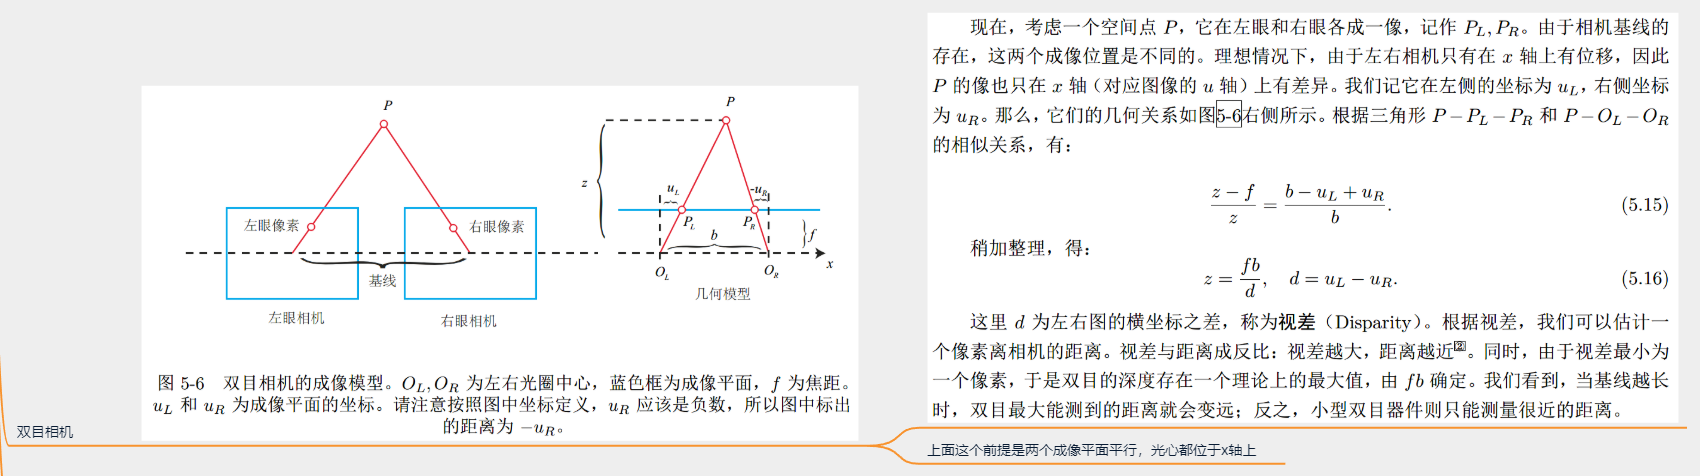 双目相机
P
左眼像素
右眼像素
基线
左眼相机
右眼相机
P
z
u_L
-u_R
P_L
P_R
b
f
x
O_L
O_R
几何模型
图 5-6 双目相机的成像模型。O_L, O_R 为左右光圈中心，蓝色框为成像平面，f 为焦距。
u_L 和 u_R 为成像平面的坐标。请注意按照图中坐标定义，u_R 应该是负数，所以图中标出
的距离为 −u_R。
现在，考虑一个空间点 P，它在左眼和右眼各成一像，记作 P_L, P_R。由于相机基线的
存在，这两个成像位置是不同的。理想情况下，由于左右相机只有在 x 轴上有位移，因此
P 的像也只在 x 轴（对应图像的 u 轴）上有差异。我们记它在左侧的坐标为 u_L，右侧坐标
为 u_R。那么，它们的几何关系如图5-6右侧所示。根据三角形 P − P_L − P_R 和 P − O_L − O_R
的相似关系，有：
(z − f)/z = (b − u_L + u_R)/b. (5.15)
稍加整理，得：
z = fb/d, d = u_L − u_R. (5.16)
这里 d 为左右图的横坐标之差，称为视差（Disparity）。根据视差，我们可以估计一
个像素离相机的距离。视差与距离成反比：视差越大，距离越近[2]。同时，由于视差最小为
一个像素，于是双目的深度存在一个理论上的最大值，由 fb 确定。我们看到，当基线越长
时，双目最大能测到的距离就会变远；反之，小型双目器件则只能测量很近的距离。
上面这个前提是两个成像平面平行，光心都位于x轴上